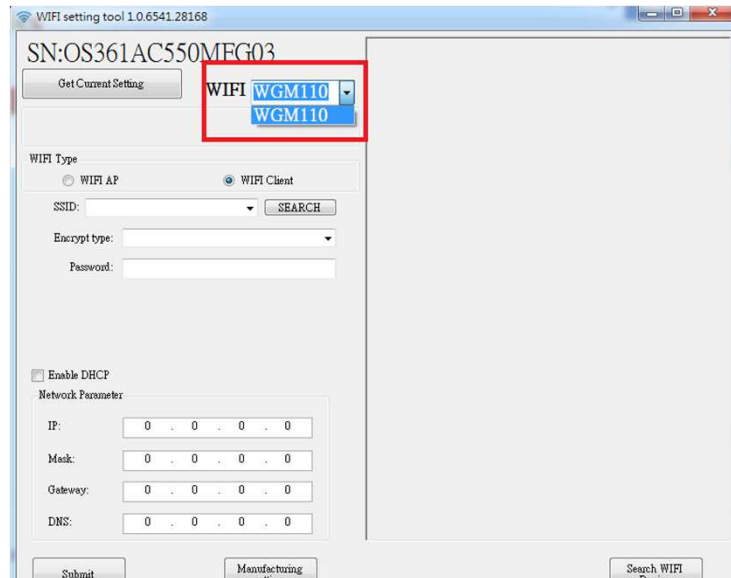 WIFI setting tool 1.0.6541.28168
SN:OS361AC550MFG03
Get Current Setting
WIFI WGM110
WGM110
WIFI Type
WIFI AP WIFI Client
SSID: SEARCH
Encrypt type:
Password:
Enable DHCP
Network Parameter
IP: 0 . 0 . 0 . 0
Mask: 0 . 0 . 0 . 0
Gateway: 0 . 0 . 0 . 0
DNS: 0 . 0 . 0 . 0
Submit Manufacturing Search WIFI